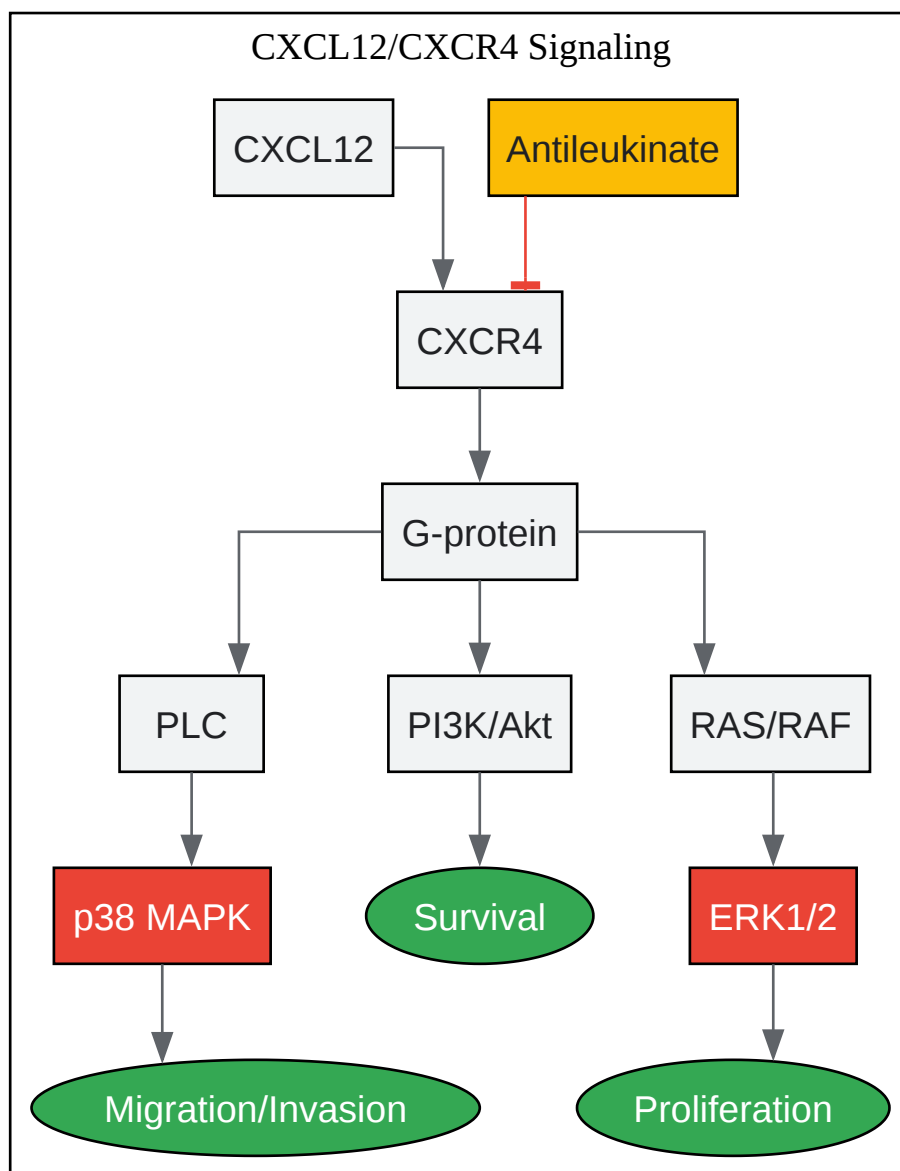 CXCL12/CXCR4 Signaling
CXCL12
Antileukinate
CXCR4
G-protein
PLC
PI3K/Akt
RAS/RAF
p38 MAPK
Survival
ERK1/2
Migration/Invasion
Proliferation